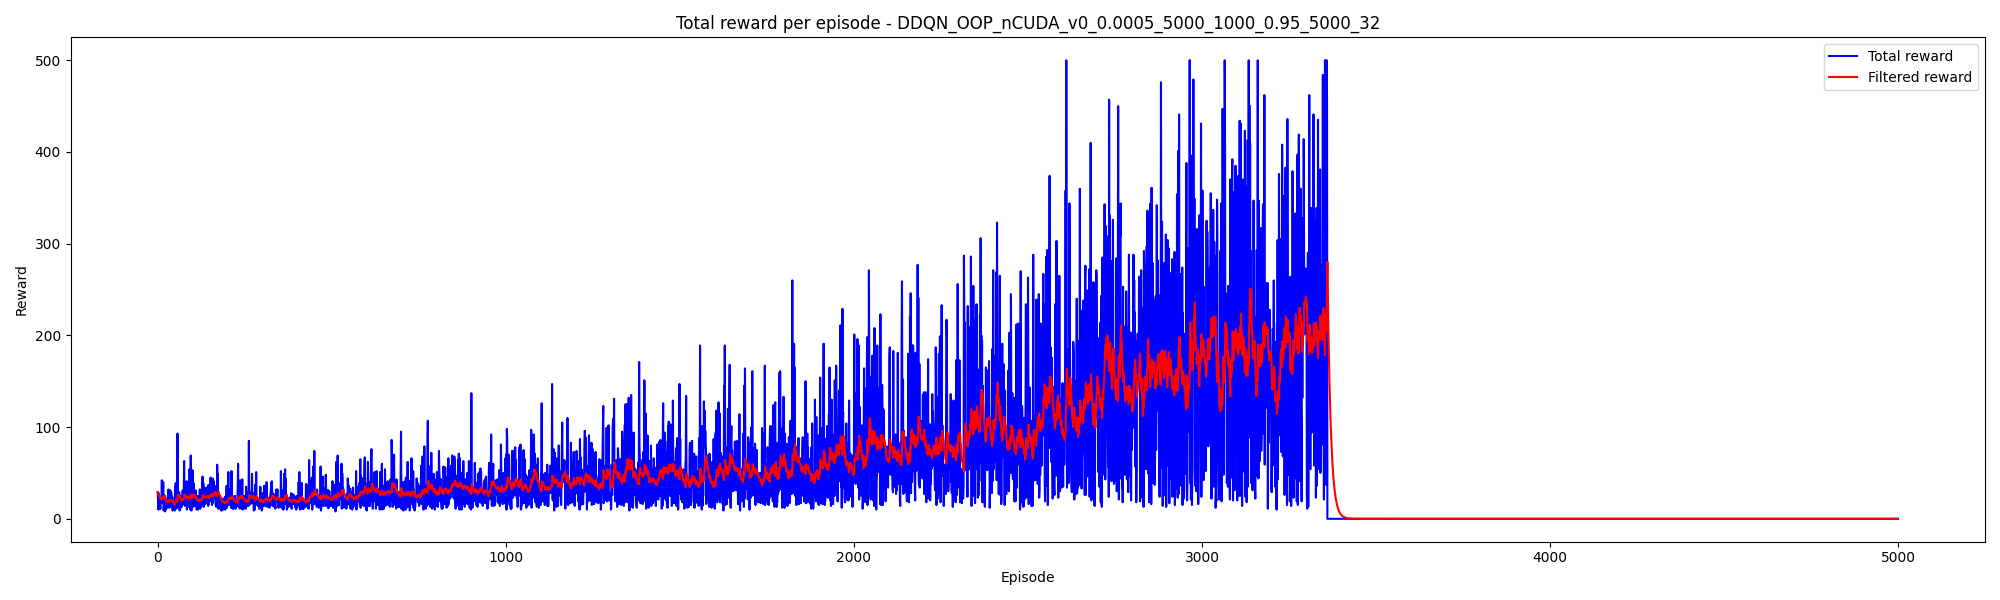 Total reward per episode - DDQN_OOP_nCUDA_v0_0.0005_5000_1000_0.95_5000_32
Total reward
Filtered reward
Reward
500
400
300
200
100
0
0 1000 2000 3000 4000 5000
Episode